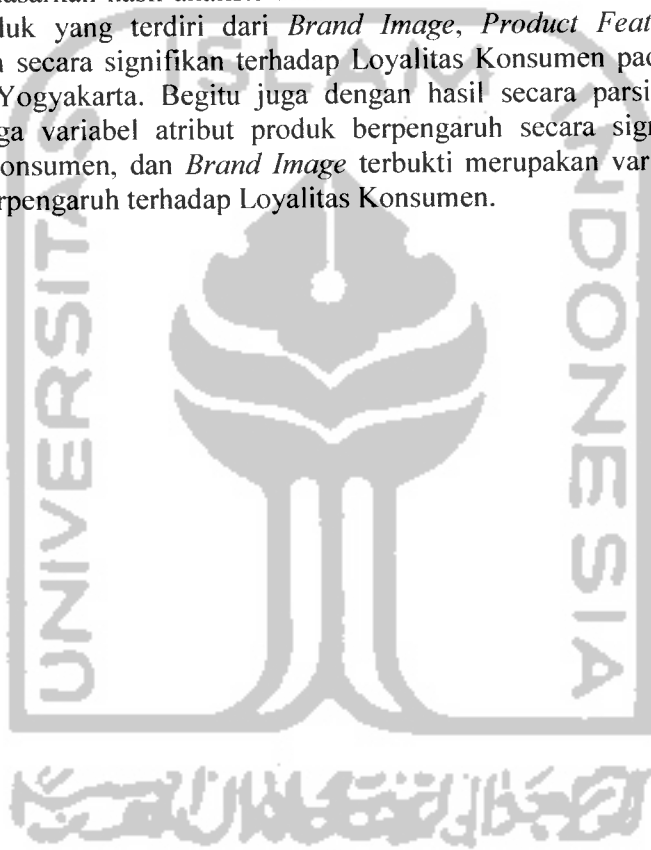 hasil
duk yang terdiri dari Brand Image, Product Feat
secara signifikan terhadap Loyalitas Konsumen pad
Yogyakarta. Begitu juga dengan hasil secara parsi
ga variabel atribut produk berpengaruh secara sign
onsumen, dan Brand Image terbukti merupakan var
rpengaruh terhadap Loyalitas Konsumen.
ISLAM
UNIVERSITAS
INDONESIA